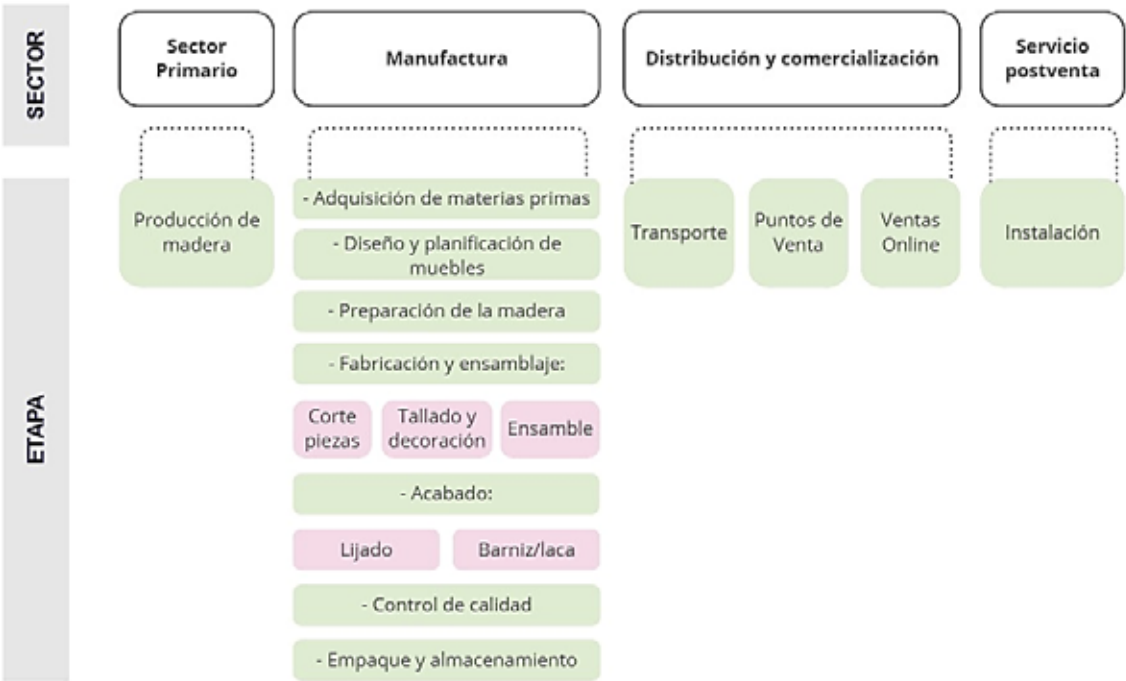 SECTOR
Sector
Primario
Manufactura
Distribución y comercialización
Servicio
postventa
ETAPA
Producción de
madera
- Adquisición de materias primas
- Diseño y planificación de
muebles
- Preparación de la madera
- Fabricación y ensamblaje:
Corte
piezas
Tallado y
decoración
Ensamble
- Acabado:
Lijado
Barniz/laca
- Control de calidad
- Empaque y almacenamiento
Transporte
Puntos de
Venta
Ventas
Online
Instalación